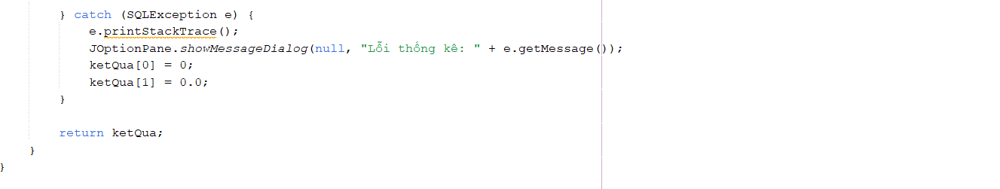 } catch (SQLException e) {
e.printStackTrace();
JOptionPane.showMessageDialog(null, "Lỗi thống kê: " + e.getMessage());
ketQua[0] = 0;
ketQua[1] = 0.0;
}
return ketQua;
}
}